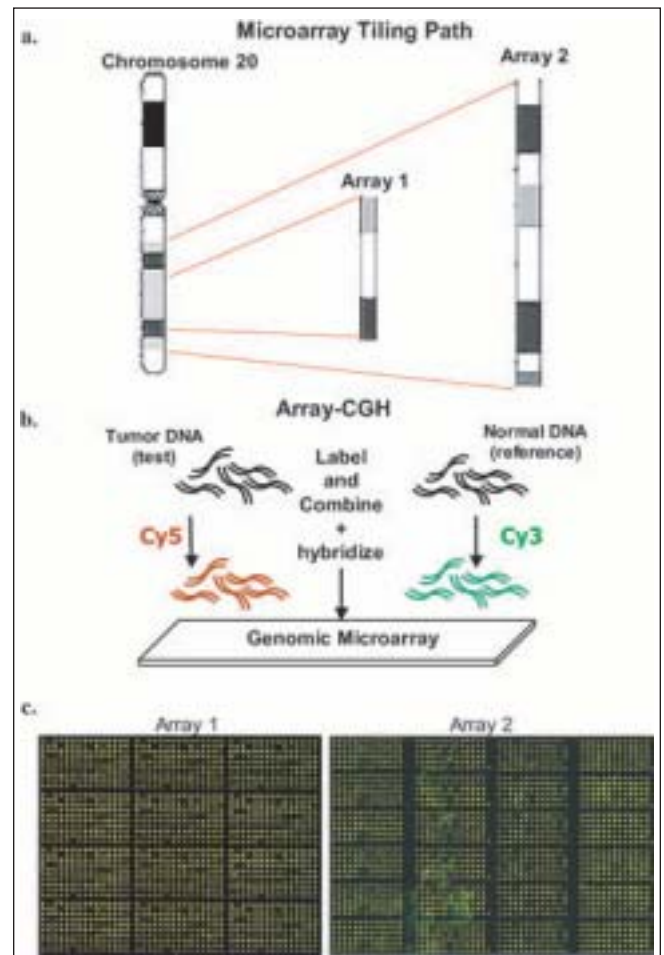 a.
Microarray Tiling Path
Chromosome 20
Array 2
Array 1
b.
Array-CGH
Tumor DNA
(test)
Label
and
Combine
+
hybridize
Normal DNA
(reference)
Cy5
Cy3
Genomic Microarray
c.
Array 1
Array 2